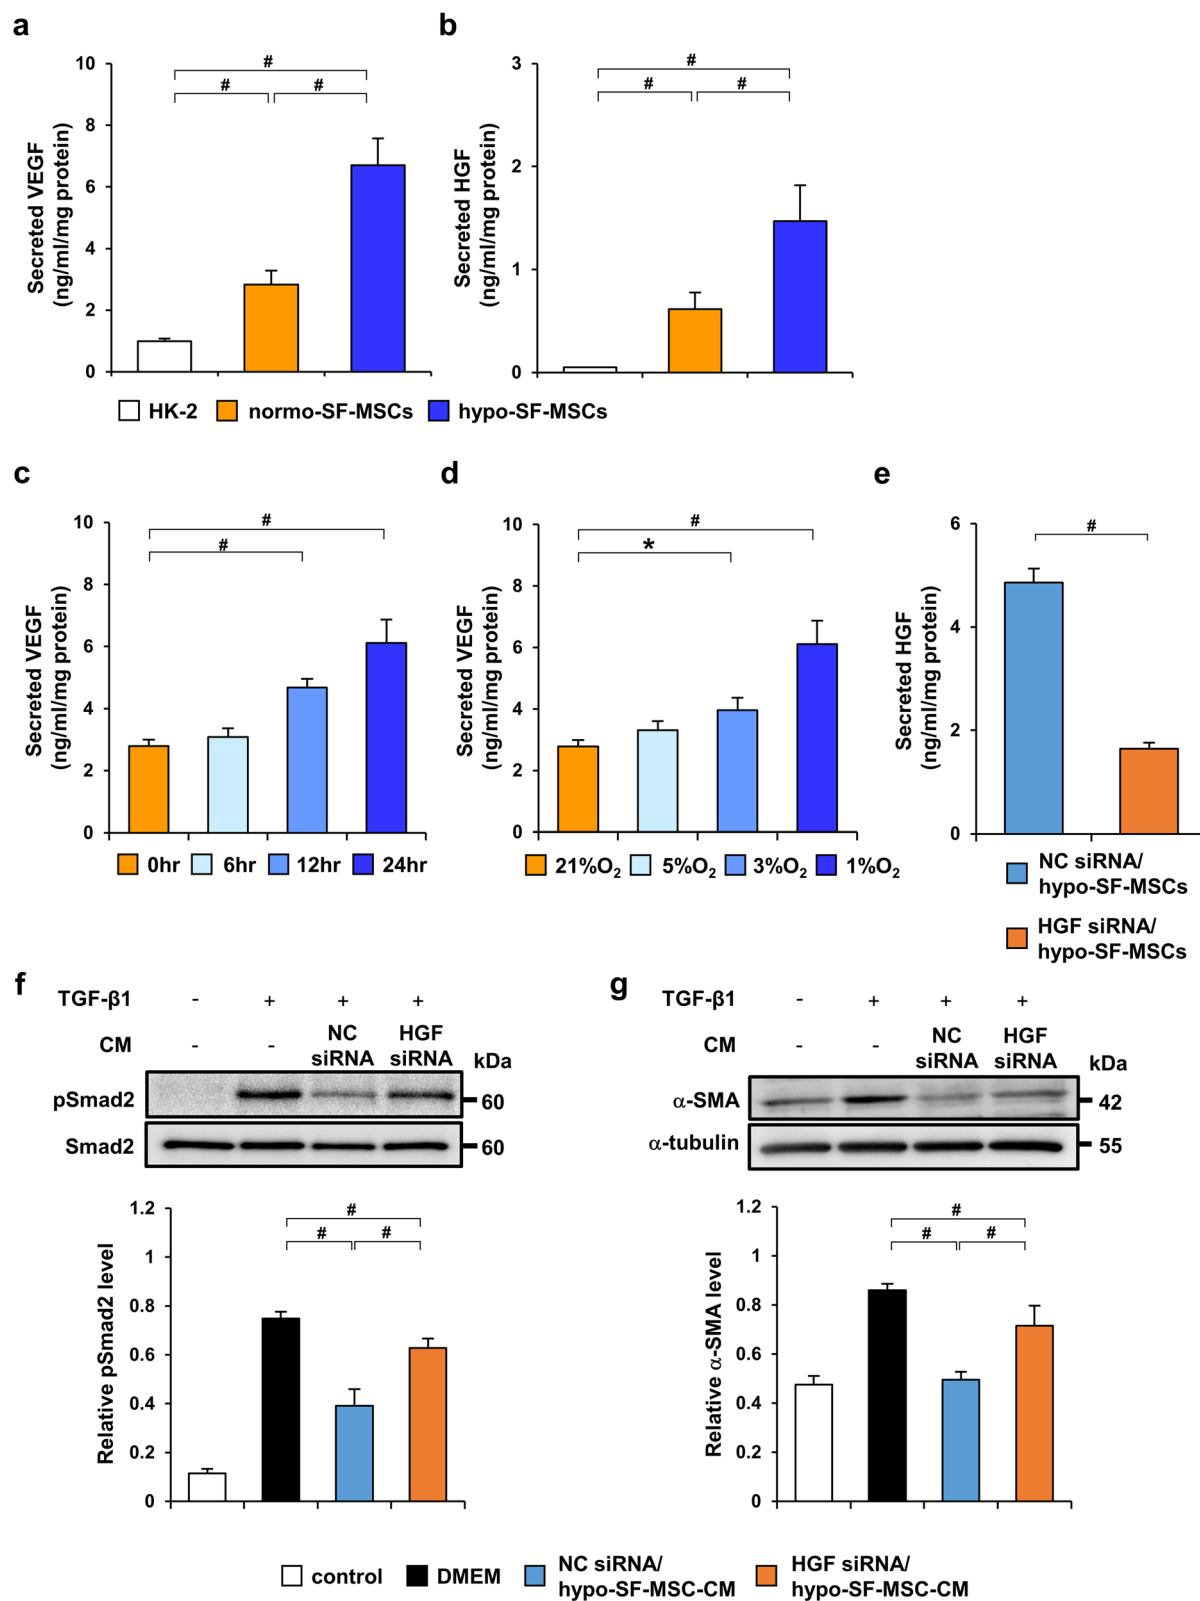 a
b
10
8
6
4
2
0
Secreted VEGF
(ng/ml/mg protein)
#
# #
3
2
1
0
Secreted HGF
(ng/ml/mg protein)
#
# #
HK-2 normo-SF-MSCs hypo-SF-MSCs
c
d
e
10
8
6
4
2
0
Secreted VEGF
(ng/ml/mg protein)
#
#
0hr 6hr 12hr 24hr
10
8
6
4
2
0
Secreted VEGF
(ng/ml/mg protein)
#
*
21%O₂ 5%O₂ 3%O₂ 1%O₂
6
4
2
0
Secreted HGF
(ng/ml/mg protein)
#
NC siRNA/
hypo-SF-MSCs
HGF siRNA/
hypo-SF-MSCs
f
TGF-β1 - + + +
CM - - NC siRNA HGF siRNA kDa
pSmad2 60
Smad2 60
1.2
1
0.8
0.6
0.4
0.2
0
Relative pSmad2 level
#
# #
g
TGF-β1 - + + +
CM - - NC siRNA HGF siRNA kDa
α-SMA 42
α-tubulin 55
1.2
1
0.8
0.6
0.4
0.2
0
Relative α-SMA level
#
# #
control DMEM NC siRNA/
hypo-SF-MSC-CM
HGF siRNA/
hypo-SF-MSC-CM